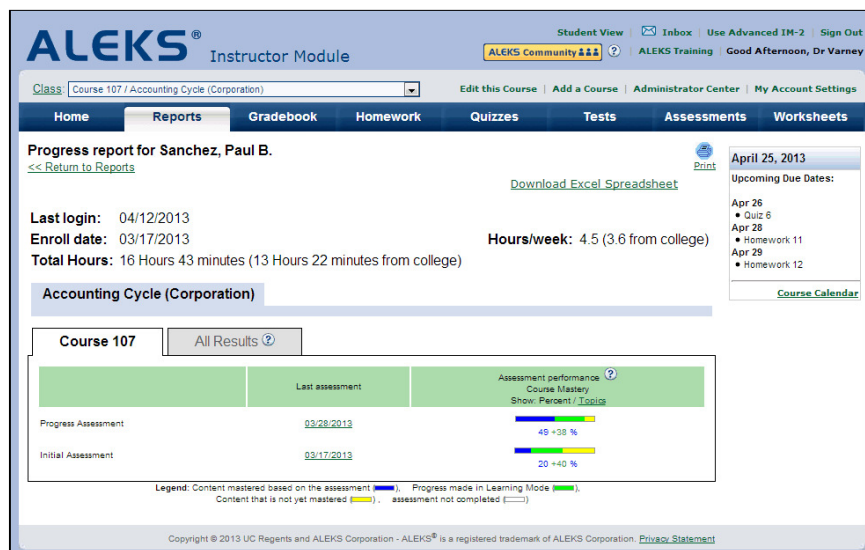 ALEKS® Instructor Module
Student View | Inbox | Use Advanced IM-2 | Sign Out
ALEKS Community ? | ALEKS Training | Good Afternoon, Dr Varney
Class: Course 107 / Accounting Cycle (Corporation)
Edit this Course | Add a Course | Administrator Center | My Account Settings
Home Reports Gradebook Homework Quizzes Tests Assessments Worksheets
Progress report for Sanchez, Paul B.
<< Return to Reports
Print
Download Excel Spreadsheet
Last login: 04/12/2013
Enroll date: 03/17/2013
Hours/week: 4.5 (3.6 from college)
Total Hours: 16 Hours 43 minutes (13 Hours 22 minutes from college)
April 25, 2013
Upcoming Due Dates:
Apr 26
• Quiz 6
Apr 28
• Homework 11
Apr 29
• Homework 12
Course Calendar
Accounting Cycle (Corporation)
Course 107
All Results ?
Last assessment
Assessment performance ?
Course Mastery
Show: Percent / Topics
Progress Assessment 03/28/2013 49 +38 %
Initial Assessment 03/17/2013 20 +40 %
Legend: Content mastered based on the assessment ( ), Progress made in Learning Mode ( ),
Content that is not yet mastered ( ) , assessment not completed ( )
Copyright © 2013 UC Regents and ALEKS Corporation - ALEKS® is a registered trademark of ALEKS Corporation. Privacy Statement